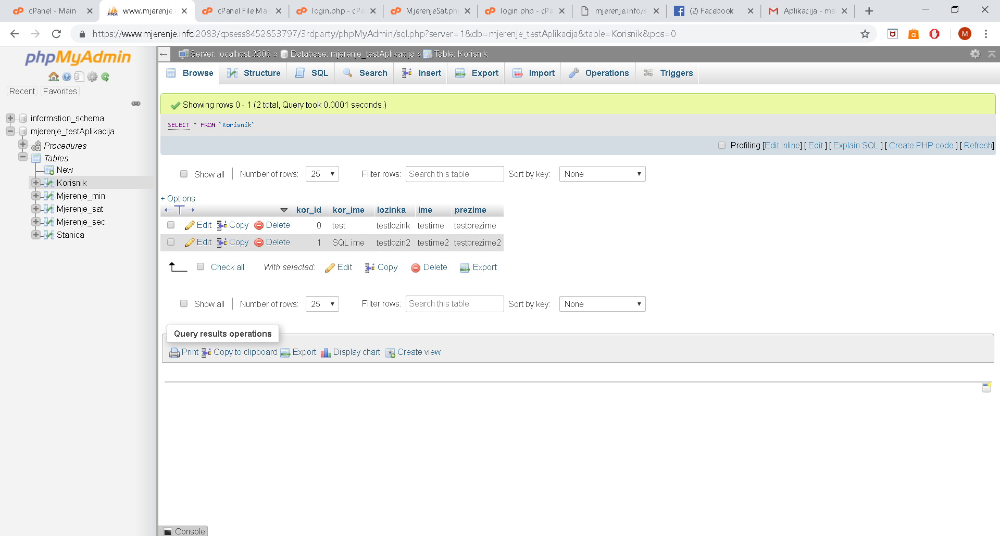 cPanel - Main
www.mjerenje.i
cPanel File Mar
login.php - cPa
MjerenjeSat.ph
login.php - cPa
mjerenje.info/s
(2) Facebook
Aplikacija - ma
https://www.mjerenje.info:2083/cpsess8452853797/3rdparty/phpMyAdmin/sql.php?server=1&db=mjerenje_testAplikacija&table=Korisnik&pos=0
M
phpMyAdmin
Recent Favorites
information_schema
mjerenje_testAplikacija
Procedures
Tables
New
Korisnik
Mjerenje_min
Mjerenje_sat
Mjerenje_sec
Stanica
Server: localhost:3306 » Database: mjerenje_testAplikacija » Table: Korisnik
Browse Structure SQL Search Insert Export Import Operations Triggers
Showing rows 0 - 1 (2 total, Query took 0.0001 seconds.)
SELECT * FROM `Korisnik`
Profiling [Edit inline] [ Edit ] [ Explain SQL ] [ Create PHP code ] [ Refresh]
Show all | Number of rows: 25 Filter rows: Search this table Sort by key: None
+ Options
←T→ kor_id kor_ime lozinka ime prezime
Edit Copy Delete 0 test testlozink testime testprezime
Edit Copy Delete 1 SQL ime testlozin2 testime2 testprezime2
Check all With selected: Edit Copy Delete Export
Show all | Number of rows: 25 Filter rows: Search this table Sort by key: None
Query results operations
Print Copy to clipboard Export Display chart Create view
Console